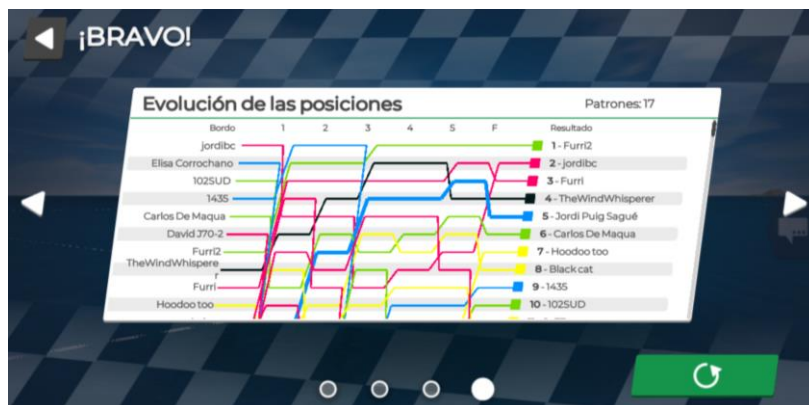 ¡BRAVO!
Evolución de las posiciones
Patrones: 17
Bordo 1 2 3 4 5 F Resultado
jordibc 1 - Furri2
Elisa Corrochano 2 - jordibc
102SUD 3 - Furri
1435 4 - TheWindWhisperer
Carlos De Maqua 5 - Jordi Puig Sagué
David J70-2 6 - Carlos De Maqua
Furri2 7 - Hoodoo too
TheWindWhispere
r 8 - Black cat
Furri 9 - 1435
Hoodoo too 10 - 102SUD